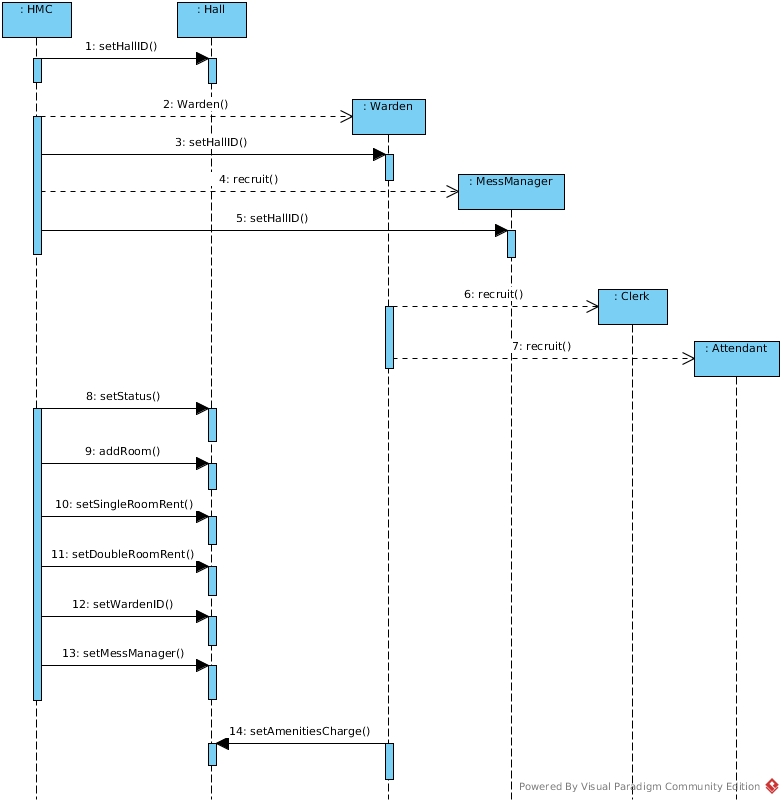 : HMC
: Hall
1: setHallID()
2: Warden()
: Warden
3: setHallID()
4: recruit()
: MessManager
5: setHallID()
6: recruit()
: Clerk
7: recruit()
: Attendant
8: setStatus()
9: addRoom()
10: setSingleRoomRent()
11: setDoubleRoomRent()
12: setWardenID()
13: setMessManager()
14: setAmenitiesCharge()
Powered By Visual Paradigm Community Edition